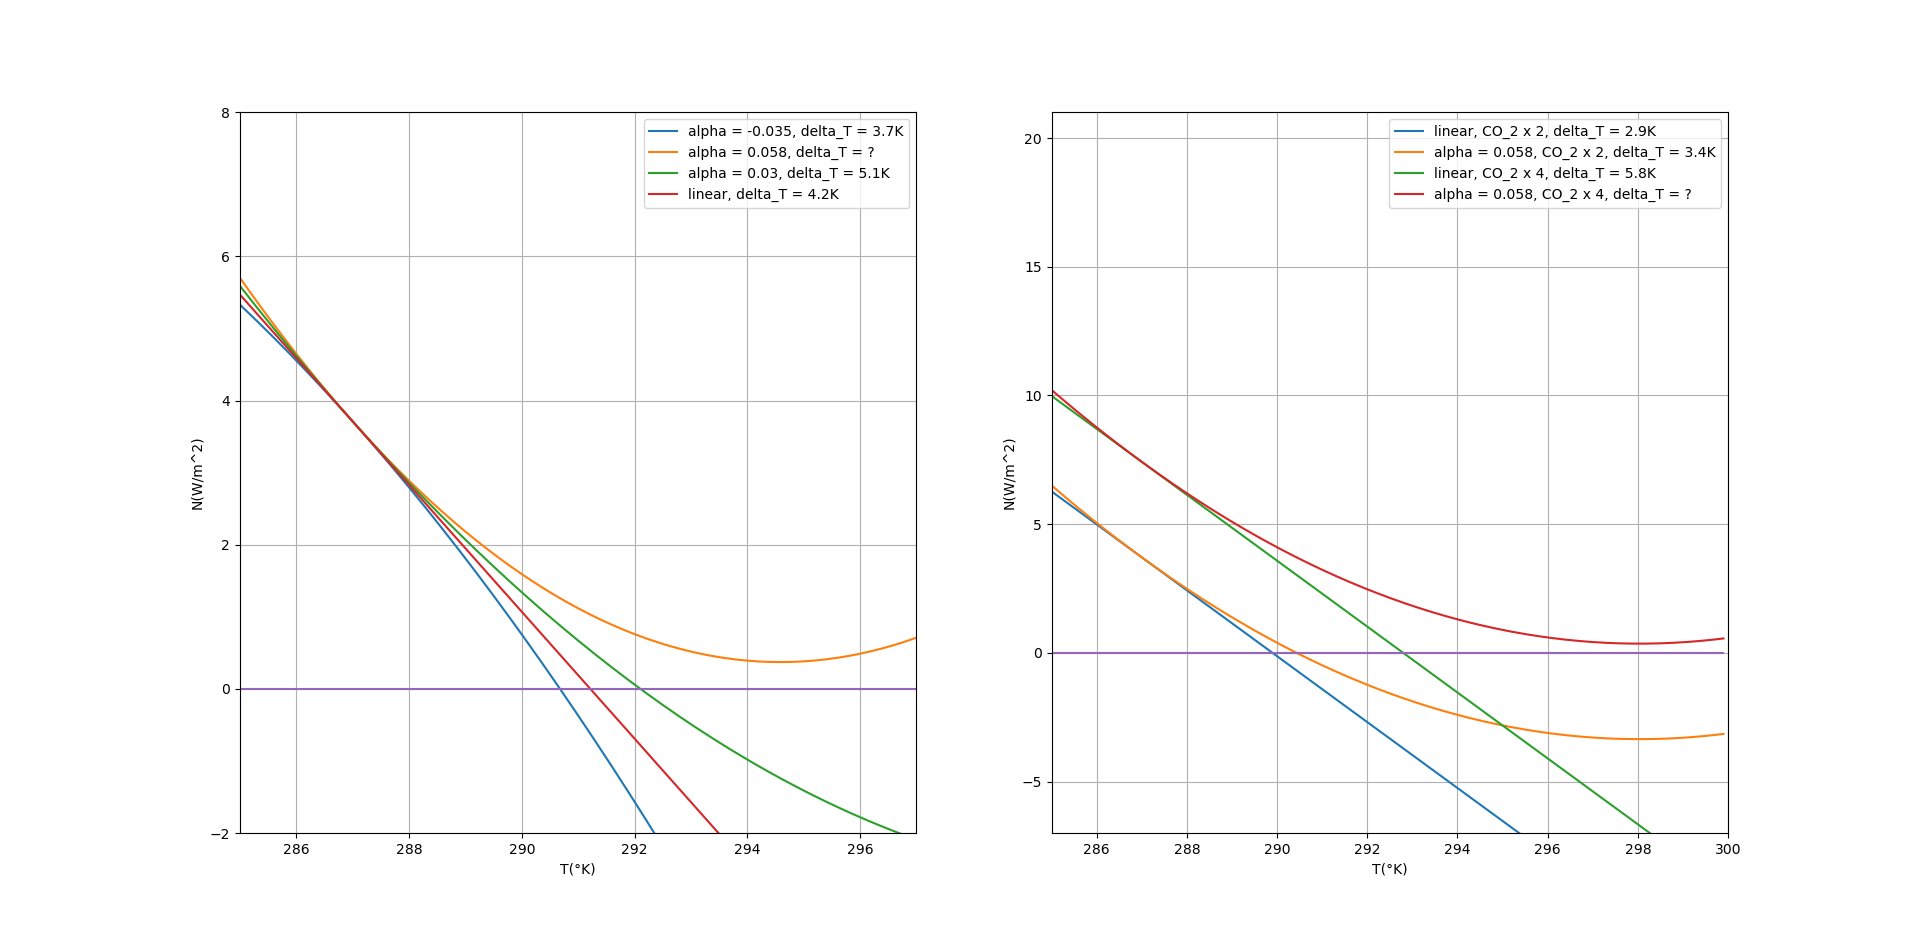 8
6
4
2
0
−2
N(W/m^2)
alpha = -0.035, delta_T = 3.7K
alpha = 0.058, delta_T = ?
alpha = 0.03, delta_T = 5.1K
linear, delta_T = 4.2K
286 288 290 292 294 296
T(°K)
20
15
10
5
0
−5
N(W/m^2)
linear, CO_2 x 2, delta_T = 2.9K
alpha = 0.058, CO_2 x 2, delta_T = 3.4K
linear, CO_2 x 4, delta_T = 5.8K
alpha = 0.058, CO_2 x 4, delta_T = ?
286 288 290 292 294 296 298 300
T(°K)